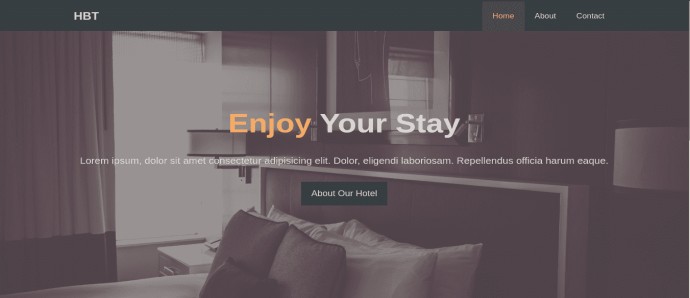 HBT
Home About Contact
Enjoy Your Stay
Lorem ipsum, dolor sit amet consectetur adipisicing elit. Dolor, eligendi laboriosam. Repellendus officia harum eaque.
About Our Hotel